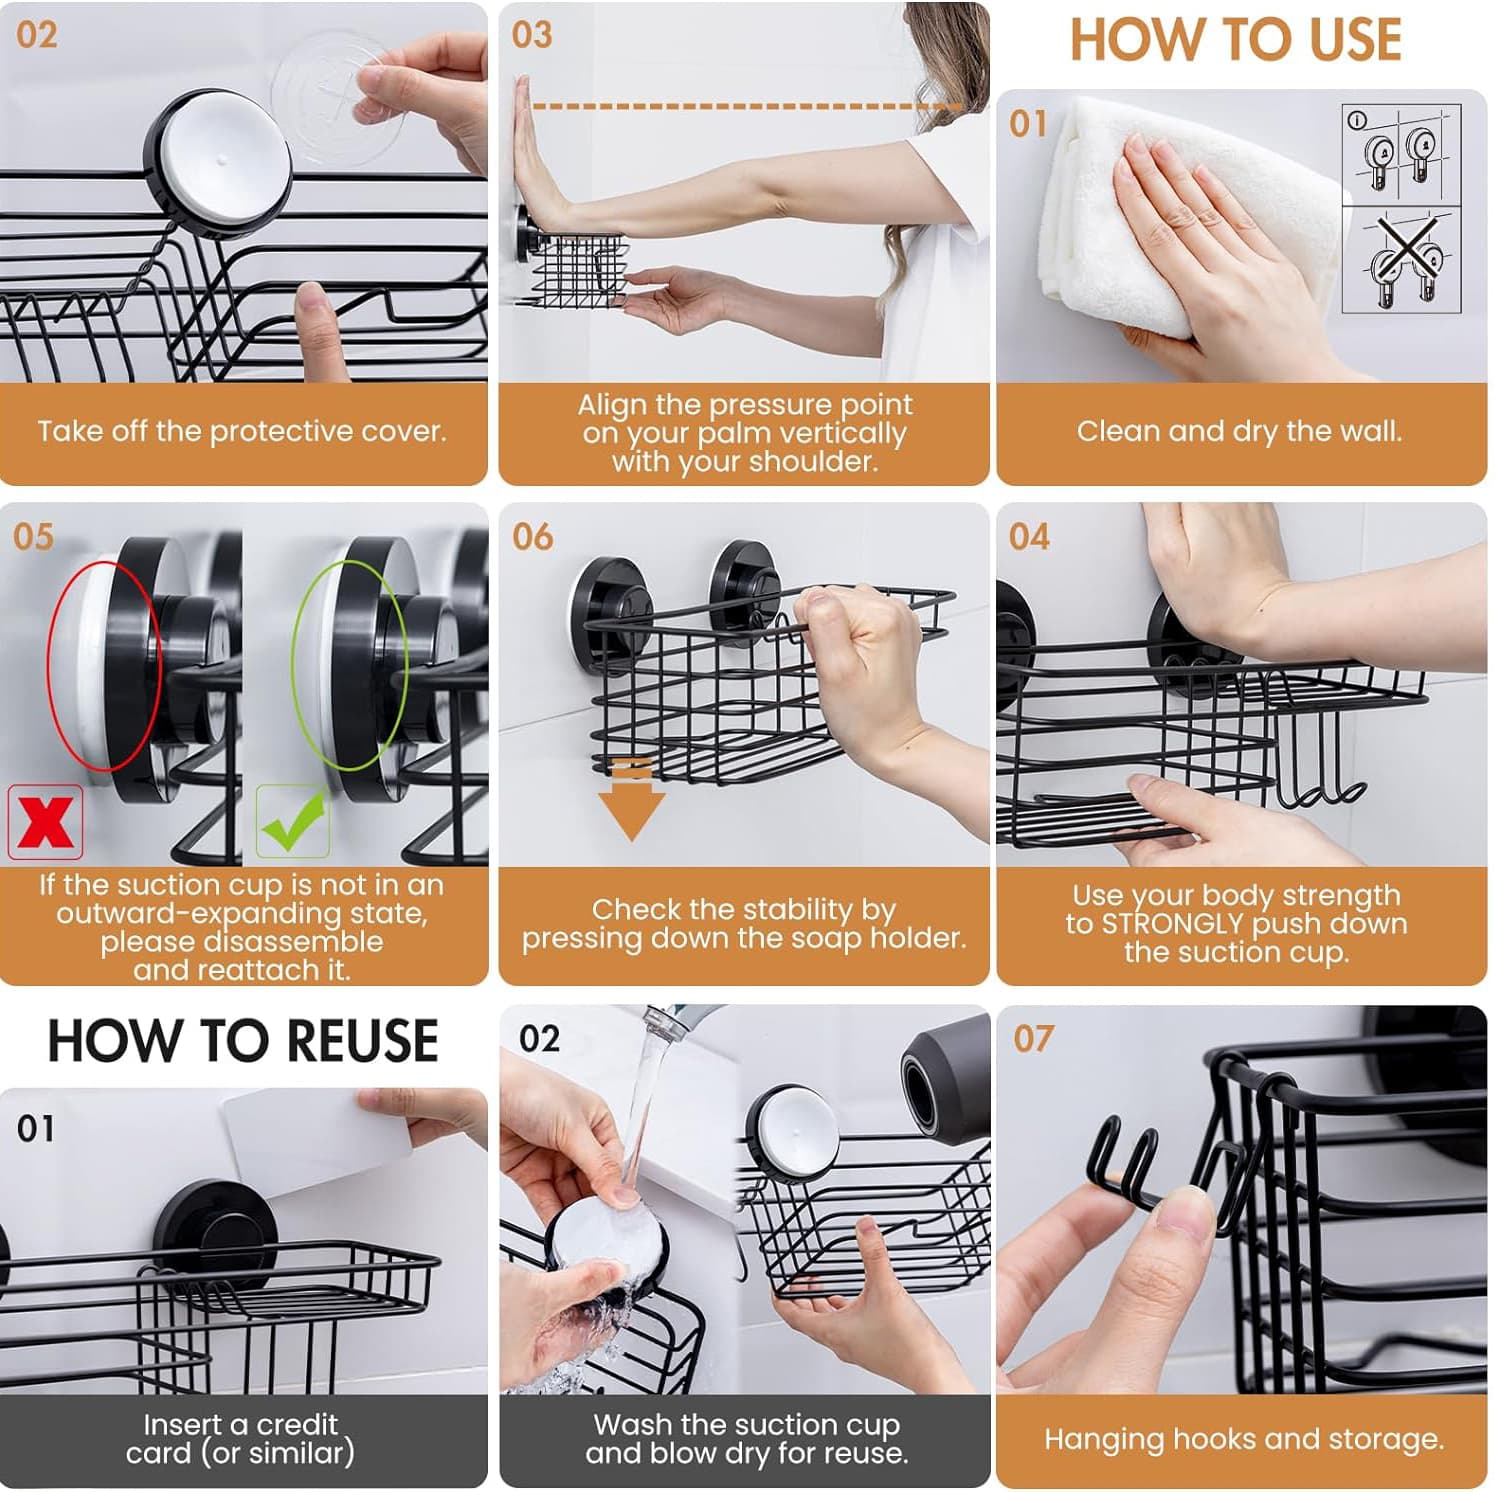 HOW TO USE
01
Clean and dry the wall.
02
Take off the protective cover.
03
Align the pressure point
on your palm vertically
with your shoulder.
04
Use your body strength
to STRONGLY push down
the suction cup.
05
If the suction cup is not in an
outward-expanding state,
please disassemble
and reattach it.
06
Check the stability by
pressing down the soap holder.
07
Hanging hooks and storage.
HOW TO REUSE
01
Insert a credit
card (or similar)
02
Wash the suction cup
and blow dry for reuse.